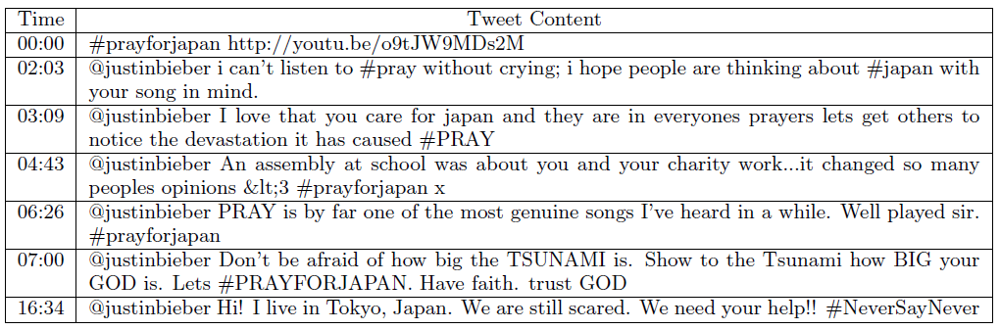 Time Tweet Content
00:00 #prayforjapan http://youtu.be/o9tJW9MDs2M
02:03 @justinbieber i can't listen to #pray without crying; i hope people are thinking about #japan with
your song in mind.
03:09 @justinbieber I love that you care for japan and they are in everyones prayers lets get others to
notice the devastation it has caused #PRAY
04:43 @justinbieber An assembly at school was about you and your charity work...it changed so many
peoples opinions &lt;3 #prayforjapan x
06:26 @justinbieber PRAY is by far one of the most genuine songs I've heard in a while. Well played sir.
#prayforjapan
07:00 @justinbieber Don't be afraid of how big the TSUNAMI is. Show to the Tsunami how BIG your
GOD is. Lets #PRAYFORJAPAN. Have faith. trust GOD
16:34 @justinbieber Hi! I live in Tokyo, Japan. We are still scared. We need your help!! #NeverSayNever